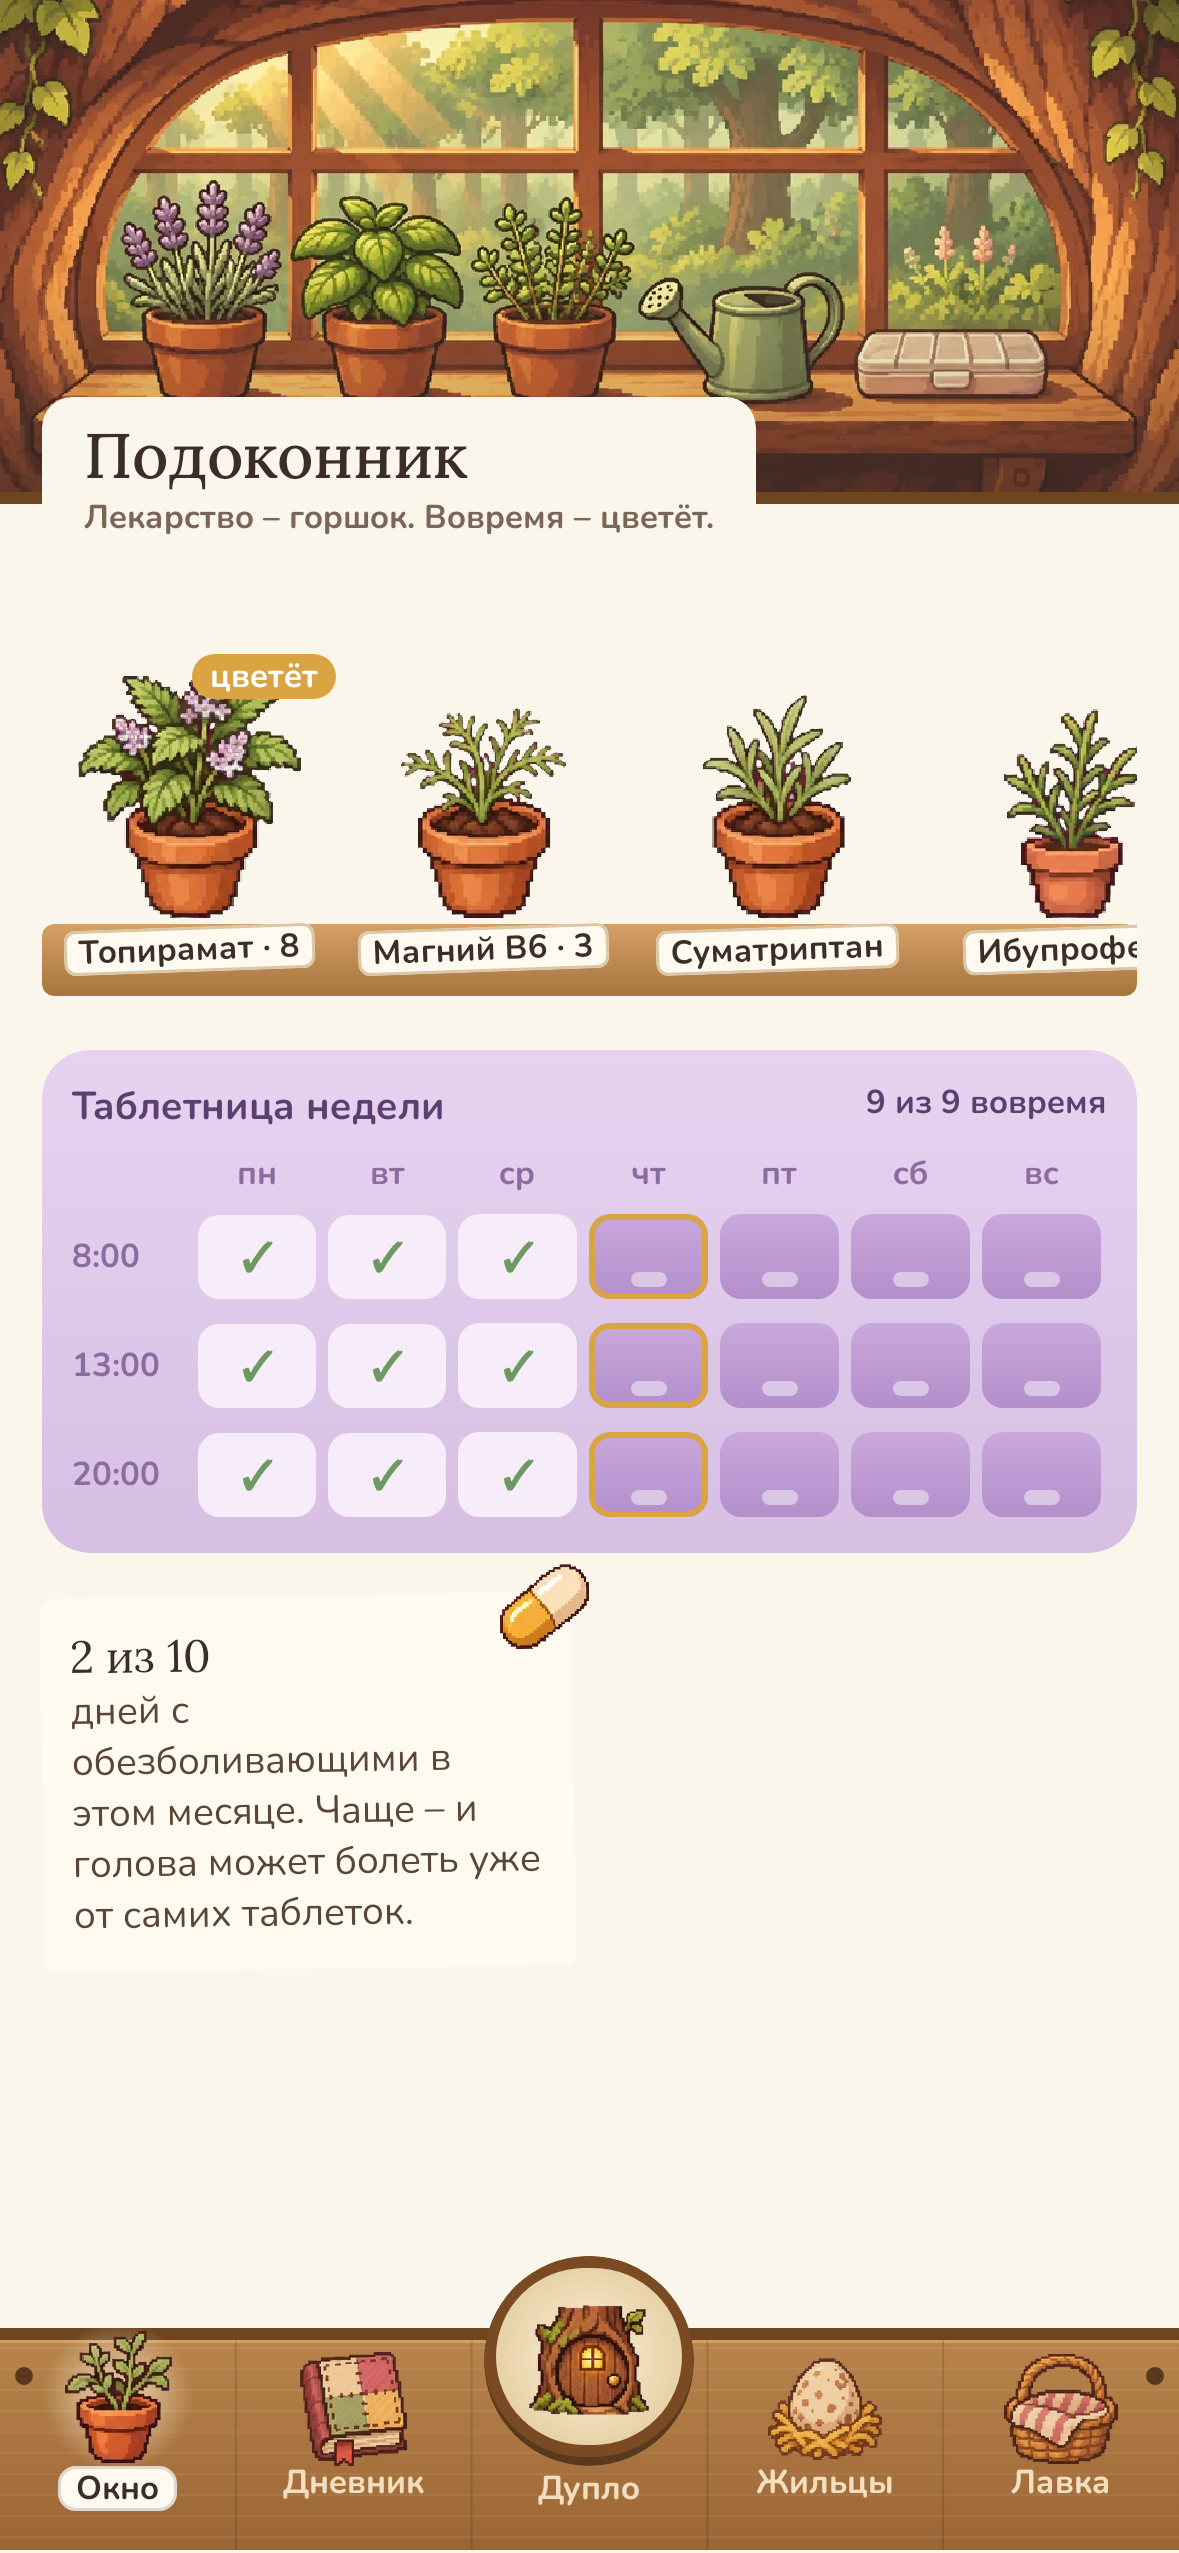 Подоконник
Лекарство – горшок. Вовремя – цветёт.
цветёт
Топирамат · 8
Магний B6 · 3
Суматриптан
Ибупрофе
Таблетница недели
9 из 9 вовремя
пн вт ср чт пт сб вс
8:00 ✓ ✓ ✓
13:00 ✓ ✓ ✓
20:00 ✓ ✓ ✓
2 из 10
дней с
обезболивающими в
этом месяце. Чаще – и
голова может болеть уже
от самих таблеток.
Окно
Дневник
Дупло
Жильцы
Лавка